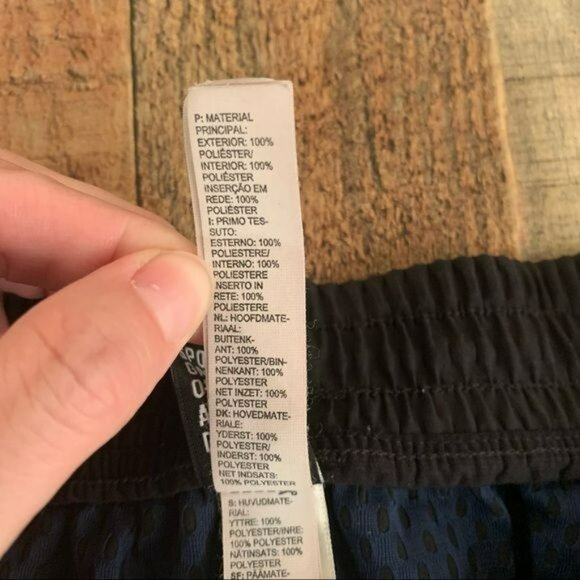 P: MATERIAL
PRINCIPAL:
EXTERIOR: 100%
POLIÉSTER/
INTERIOR: 100%
POLIÉSTER
INSERÇÃO EM
REDE: 100%
POLIÉSTER
I: PRIMO TES-
SUTO:
ESTERNO: 100%
POLIESTERE/
INTERNO: 100%
POLIESTERE
INSERTO IN
RETE: 100%
POLIESTERE
NL: HOOFDMATE-
RIAAL:
BUITENK-
ANT: 100%
POLYESTER/BIN-
NENKANT: 100%
POLYESTER
NET INZET: 100%
POLYESTER
DK: HOVEDMATE-
RIALE:
YDERST: 100%
POLYESTER/
INDERST: 100%
POLYESTER
NET INDSATS:
100% POLYESTER
S: HUVUDMATE-
RIAL:
YTTRE: 100%
POLYESTER/INRE:
100% POLYESTER
NÄTINSATS: 100%
POLYESTER
SF: PÄÄMATE-